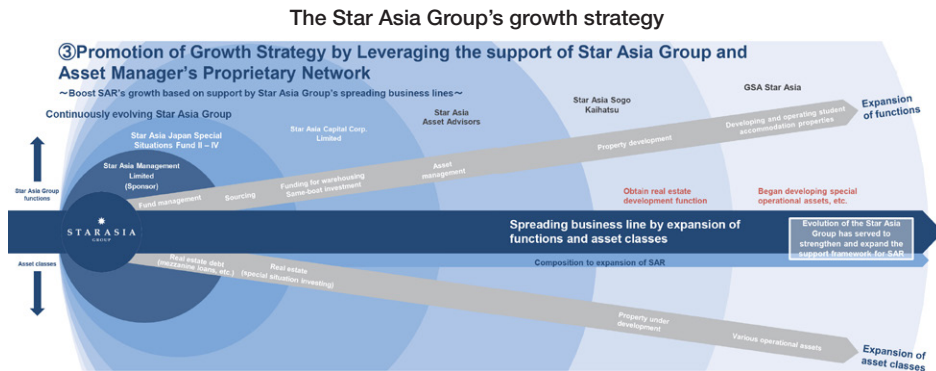 The Star Asia Group's growth strategy
③Promotion of Growth Strategy by Leveraging the support of Star Asia Group and
Asset Manager's Proprietary Network
～Boost SAR's growth based on support by Star Asia Group's spreading business lines～
Continuously evolving Star Asia Group
GSA Star Asia
Star Asia Sogo
Kaihatsu
Star Asia
Asset Advisors
Star Asia Capital Corp.
Limited
Star Asia Japan Special
Situations Fund II – IV
Star Asia Management
Limited
(Sponsor)
Expansion
of functions
Developing and operating student
accommodation properties
Property development
Asset
management
Funding for warehousing
Same-boat investment
Sourcing
Fund management
Star Asia Group
functions
Obtain real estate
development function
Began developing special
operational assets, etc.
STARASIA
GROUP
Spreading business line by expansion of
functions and asset classes
Evolution of the Star Asia
Group has served to
strengthen and expand the
support framework for SAR
Composition to expansion of SAR
Asset classes
Real estate debt
(mezzanine loans, etc.)
Real estate
(special situation investing)
Property under
development
Various operational assets
Expansion of
asset classes